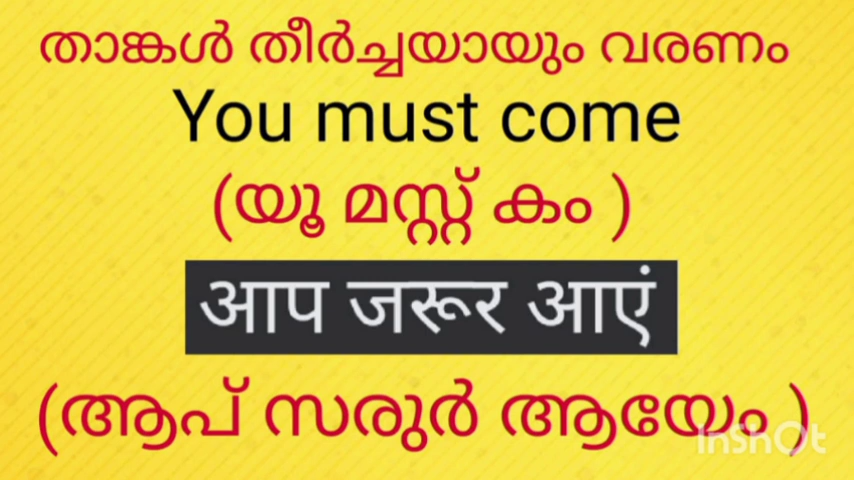 താങ്കൾ തീർച്ചയായും വരണം
You must come
(യൂ മസ്റ്റ് കം )
आप जरूर आएं
(ആപ് സരുർ ആയേം )
InShOt